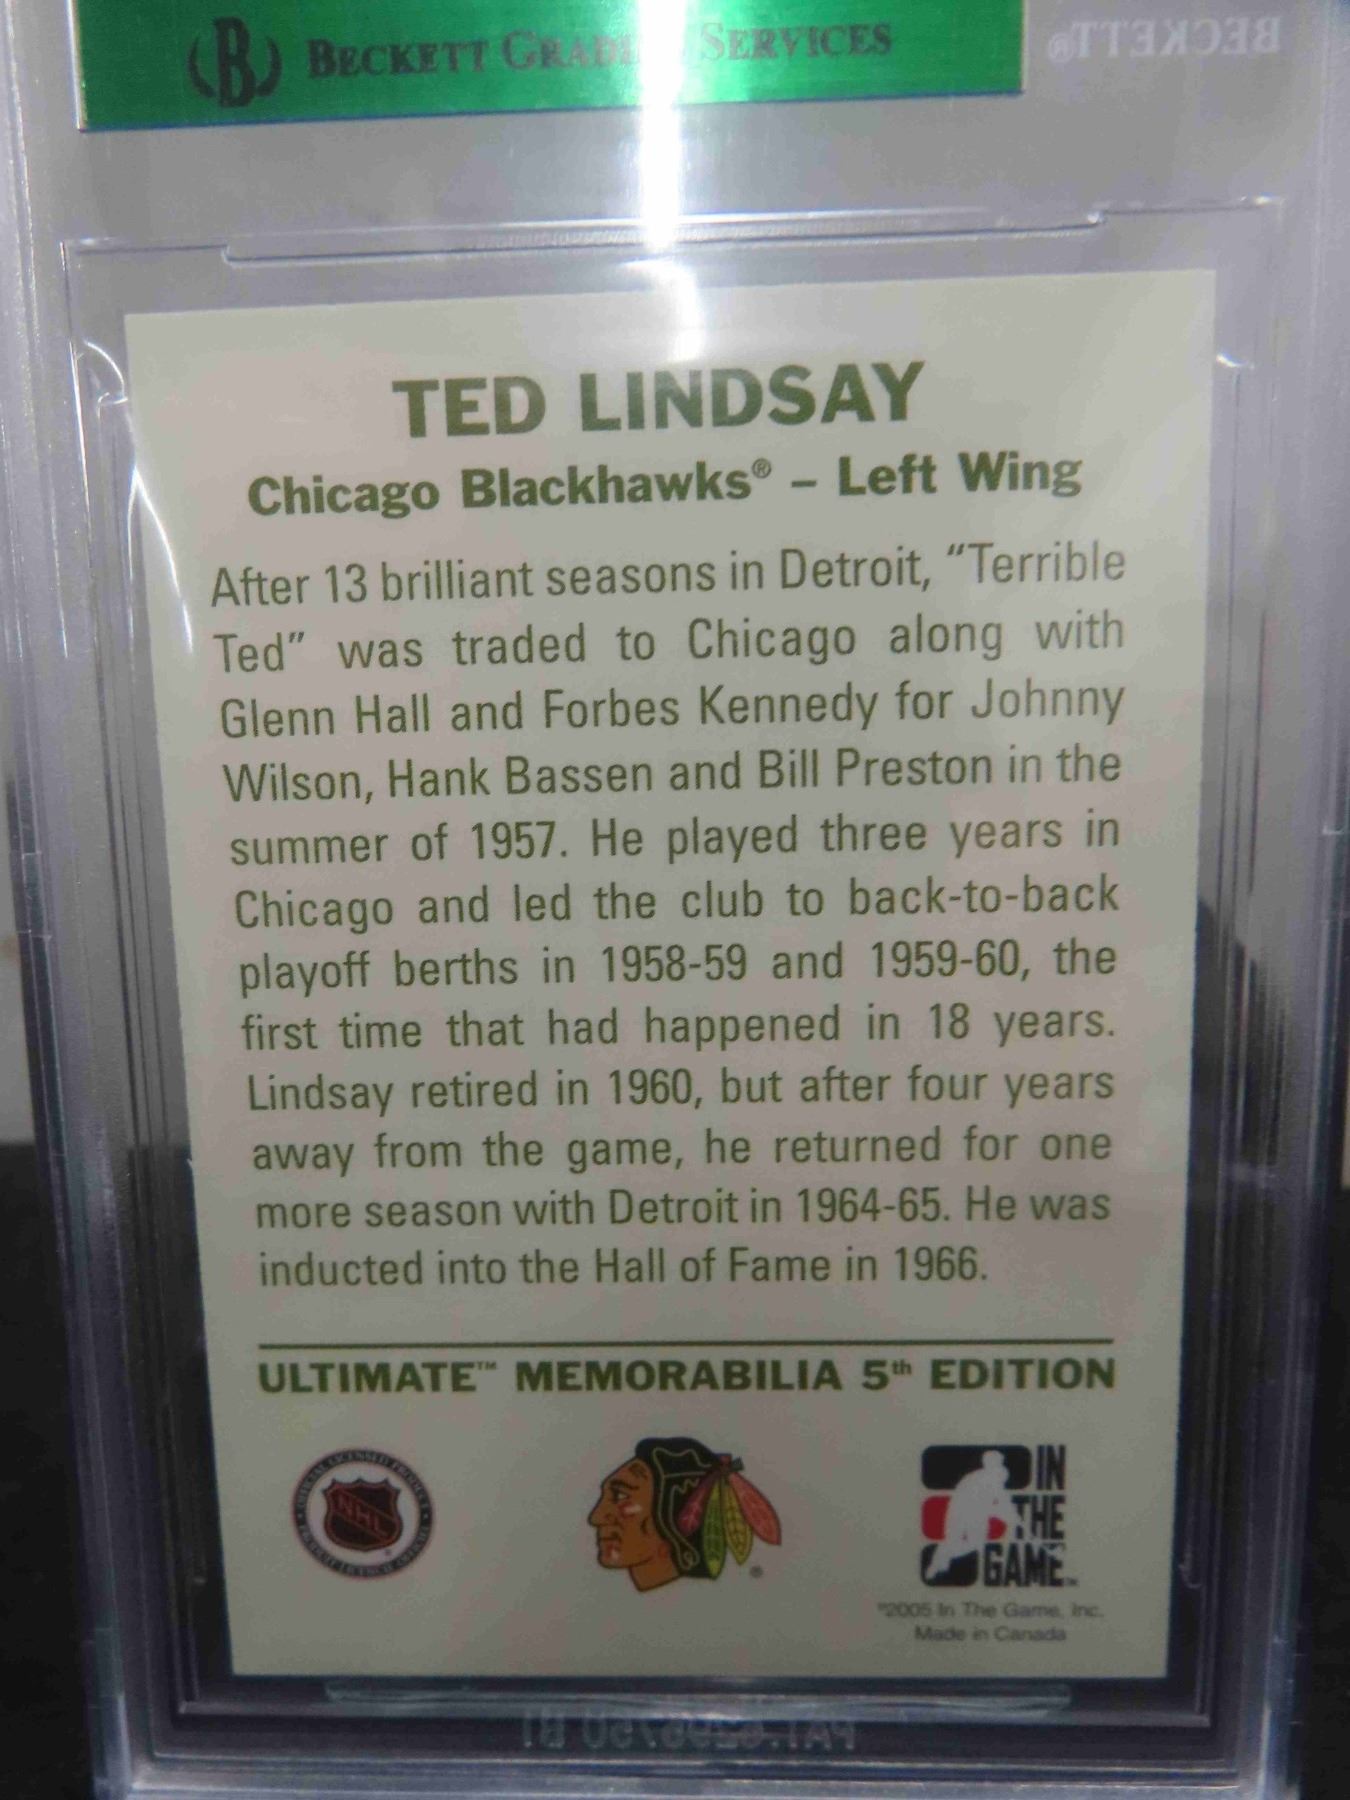 BECKETT GRADING SERVICES
BECKETT®
TED LINDSAY
Chicago Blackhawks® – Left Wing
After 13 brilliant seasons in Detroit, “Terrible
Ted” was traded to Chicago along with
Glenn Hall and Forbes Kennedy for Johnny
Wilson, Hank Bassen and Bill Preston in the
summer of 1957. He played three years in
Chicago and led the club to back-to-back
playoff berths in 1958-59 and 1959-60, the
first time that had happened in 18 years.
Lindsay retired in 1960, but after four years
away from the game, he returned for one
more season with Detroit in 1964-65. He was
inducted into the Hall of Fame in 1966.
ULTIMATE™ MEMORABILIA 5th EDITION
OFFICIAL LICENSED PRODUCT
NHL
IN
THE
GAME™
©2005 In The Game, Inc.
Made in Canada